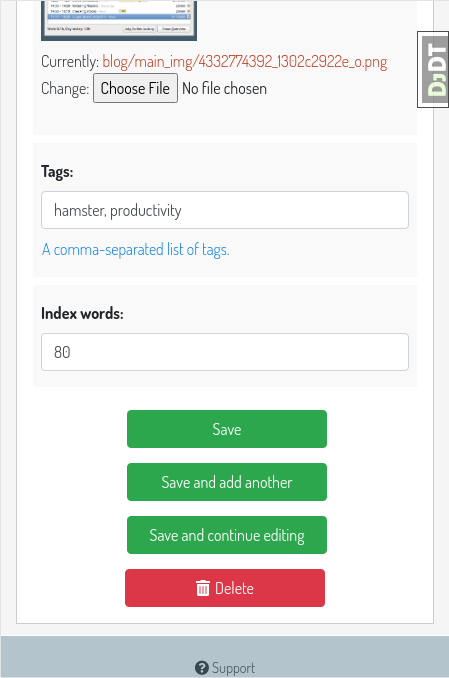 Currently: blog/main_img/4332774392_1302c2922e_o.png
Change: Choose File No file chosen
DJDT
Tags:
hamster, productivity
A comma-separated list of tags.
Index words:
80
Save
Save and add another
Save and continue editing
Delete
Support